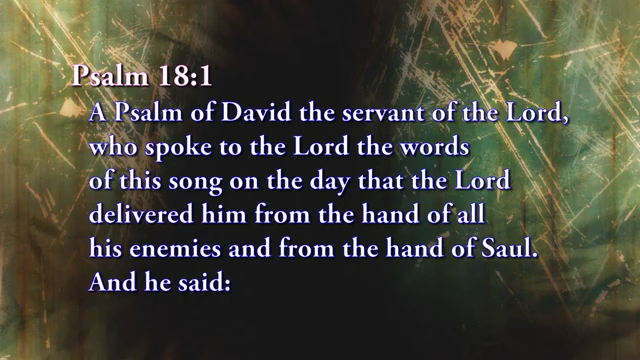 Psalm 18:1
A Psalm of David the servant of the Lord,
who spoke to the Lord the words
of this song on the day that the Lord
delivered him from the hand of all
his enemies and from the hand of Saul.
And he said: